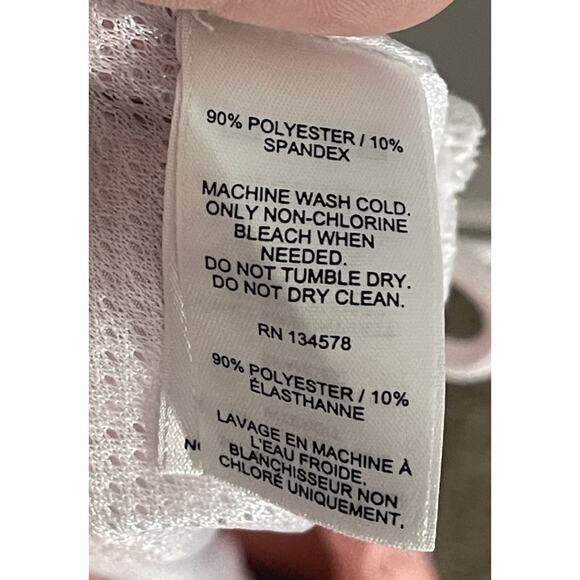 90% POLYESTER / 10%
SPANDEX
MACHINE WASH COLD.
ONLY NON-CHLORINE
BLEACH WHEN
NEEDED.
DO NOT TUMBLE DRY.
DO NOT DRY CLEAN.
RN 134578
90% POLYESTER / 10%
ÉLASTHANNE
LAVAGE EN MACHINE À
L'EAU FROIDE.
BLANCHISSEUR NON
CHLORÉ UNIQUEMENT.